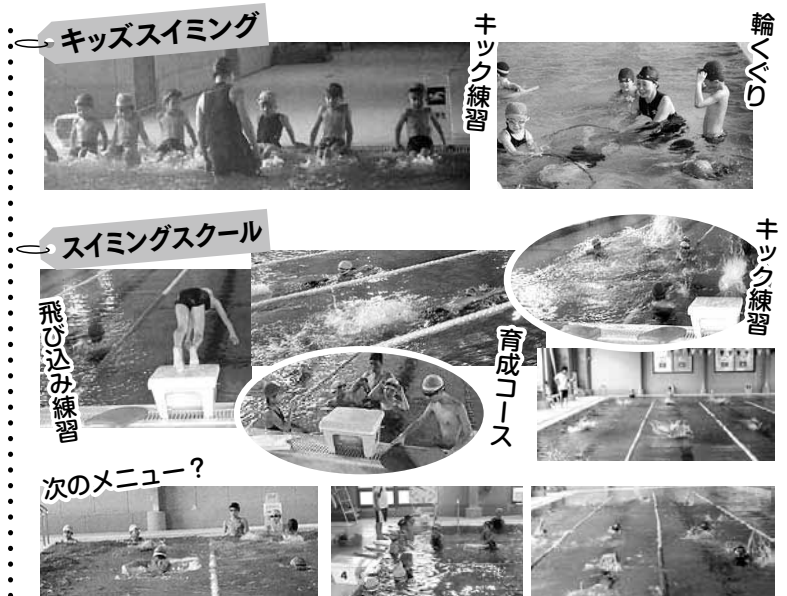 キッズスイミング
キック練習
輪くぐり
スイミングスクール
飛び込み練習
育成コース
キック練習
次のメニュー？
4